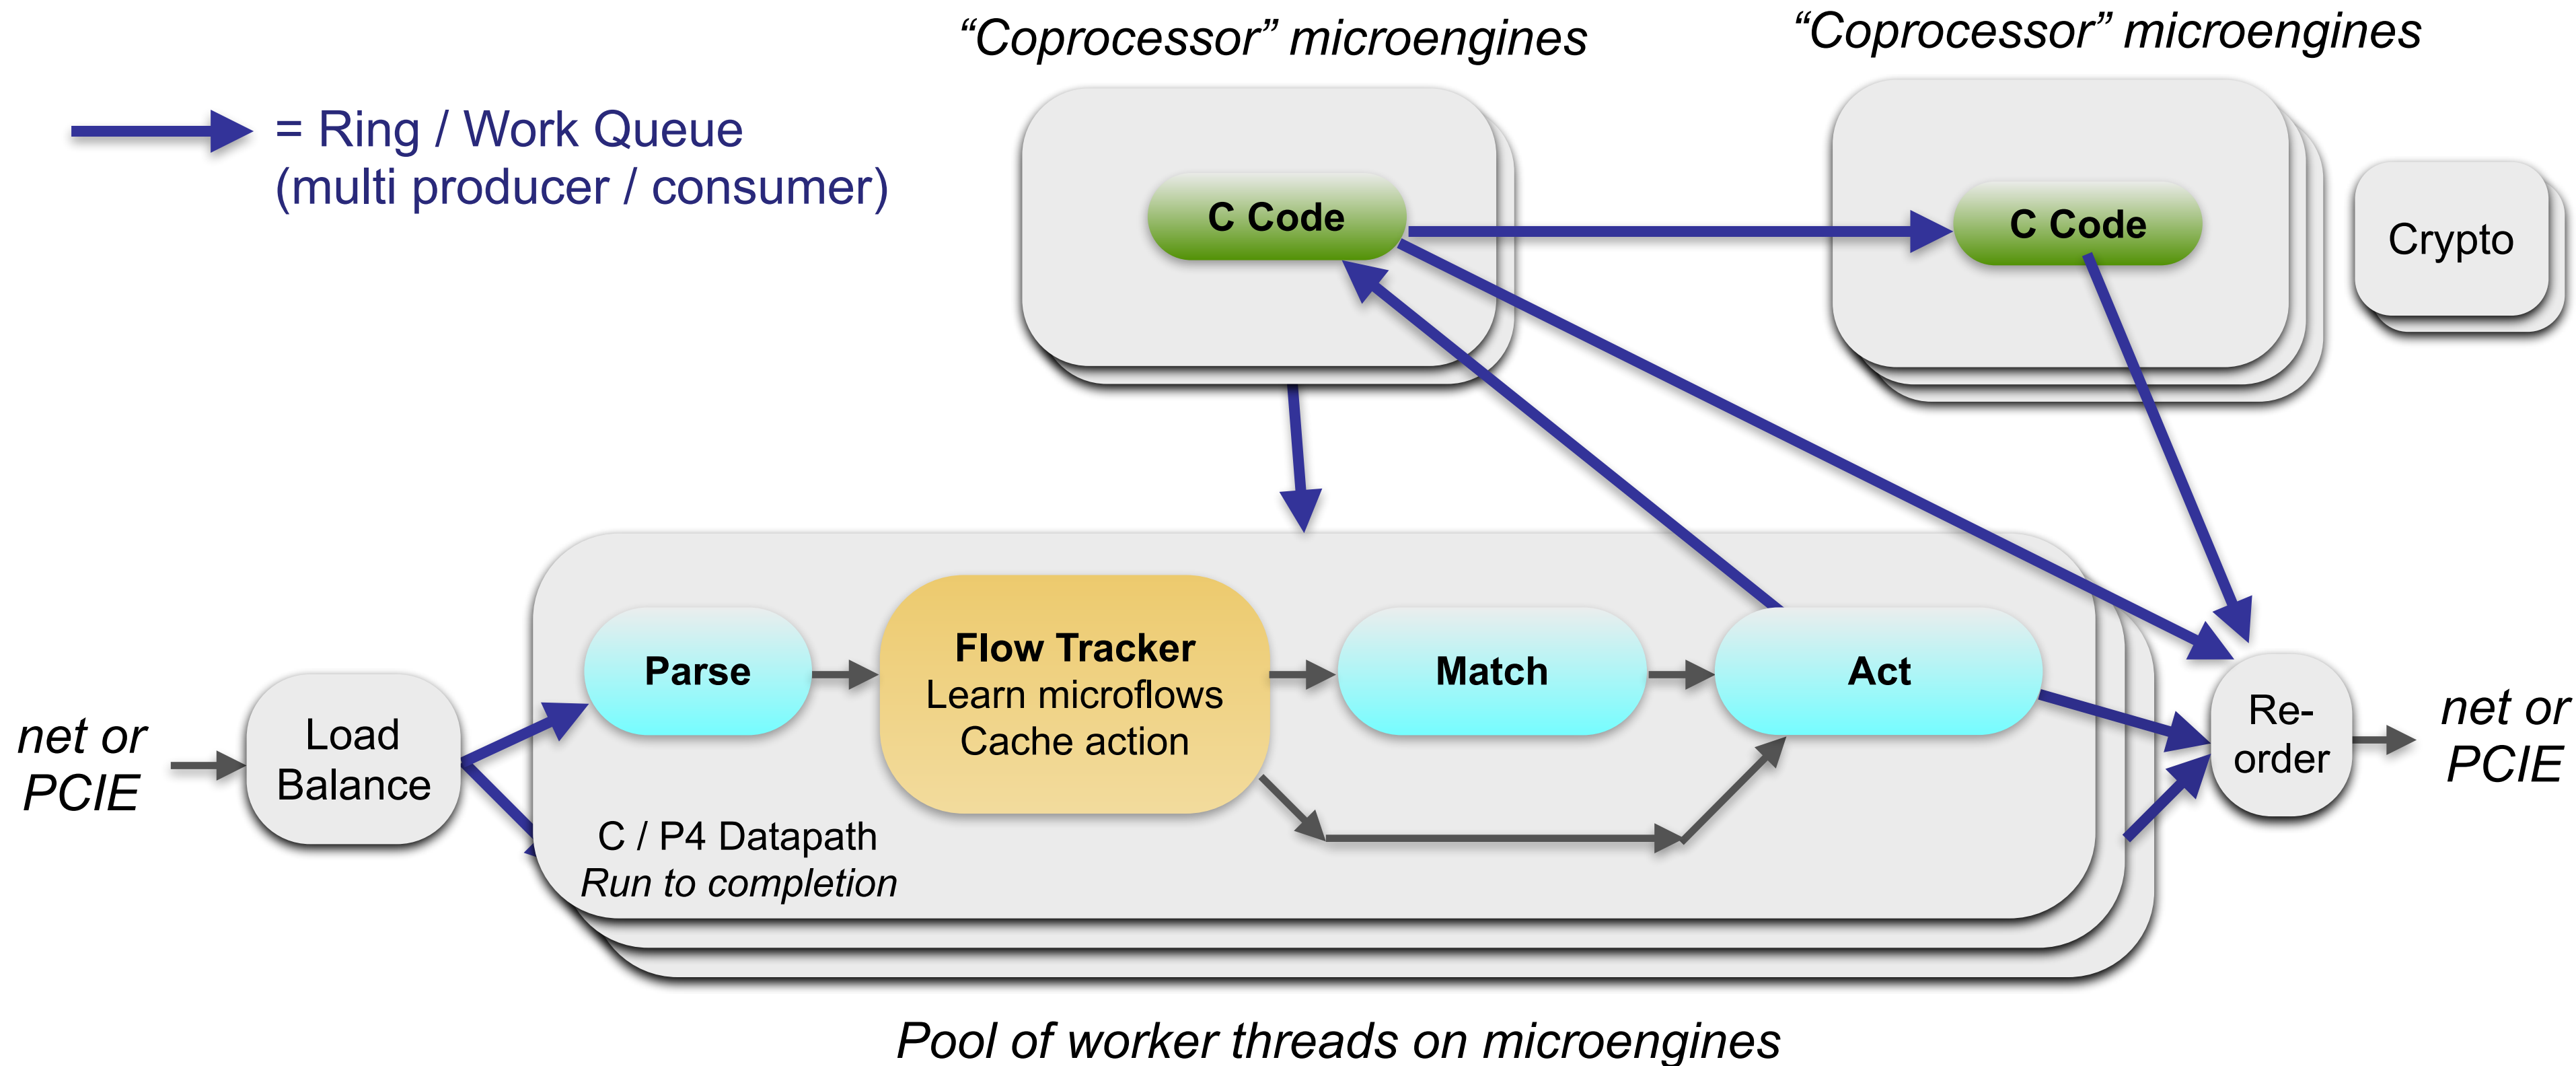 “Coprocessor” microengines
“Coprocessor” microengines
= Ring / Work Queue
(multi producer / consumer)
C Code
C Code
Crypto
net or
PCIE
Load
Balance
Parse
Flow Tracker
Learn microflows
Cache action
Match
Act
C / P4 Datapath
Run to completion
Re-
order
net or
PCIE
Pool of worker threads on microengines